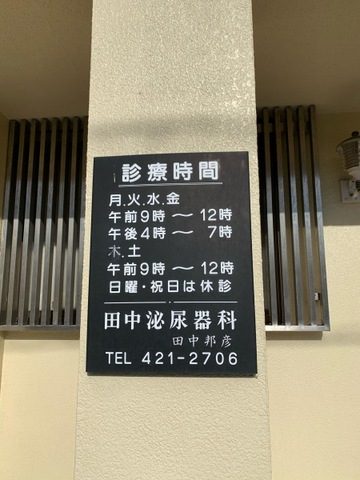 診療時間
月.火.水.金
午前9時 〜 12時
午後4時 〜 7時
木.土
午前9時 〜 12時
日曜・祝日は休診
田中泌尿器科
田中邦彦
TEL 421-2706